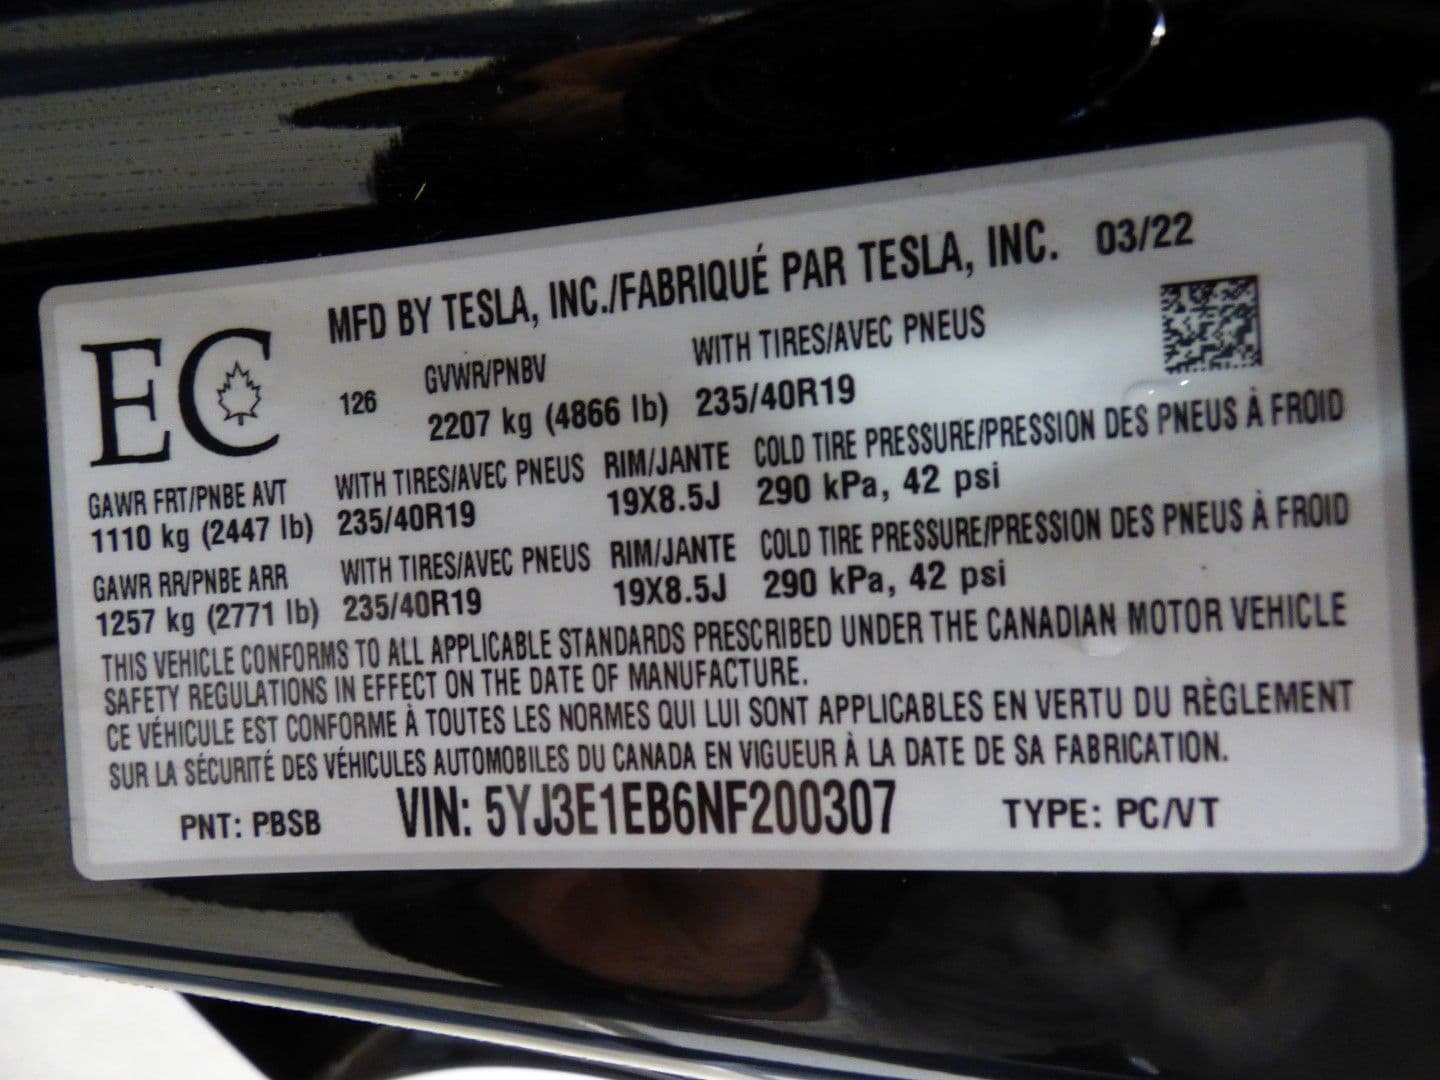 MFD BY TESLA, INC./FABRIQUÉ PAR TESLA, INC. 03/22
EC
126
GVWR/PNBV WITH TIRES/AVEC PNEUS
2207 kg (4866 lb) 235/40R19
GAWR FRT/PNBE AVT WITH TIRES/AVEC PNEUS RIM/JANTE COLD TIRE PRESSURE/PRESSION DES PNEUS À FROID
1110 kg (2447 lb) 235/40R19 19X8.5J 290 kPa, 42 psi
GAWR RR/PNBE ARR WITH TIRES/AVEC PNEUS RIM/JANTE COLD TIRE PRESSURE/PRESSION DES PNEUS À FROID
1257 kg (2771 lb) 235/40R19 19X8.5J 290 kPa, 42 psi
THIS VEHICLE CONFORMS TO ALL APPLICABLE STANDARDS PRESCRIBED UNDER THE CANADIAN MOTOR VEHICLE
SAFETY REGULATIONS IN EFFECT ON THE DATE OF MANUFACTURE.
CE VÉHICULE EST CONFORME À TOUTES LES NORMES QUI LUI SONT APPLICABLES EN VERTU DU RÈGLEMENT
SUR LA SÉCURITÉ DES VÉHICULES AUTOMOBILES DU CANADA EN VIGUEUR À LA DATE DE SA FABRICATION.
PNT: PBSB VIN: 5YJ3E1EB6NF200307 TYPE: PC/VT